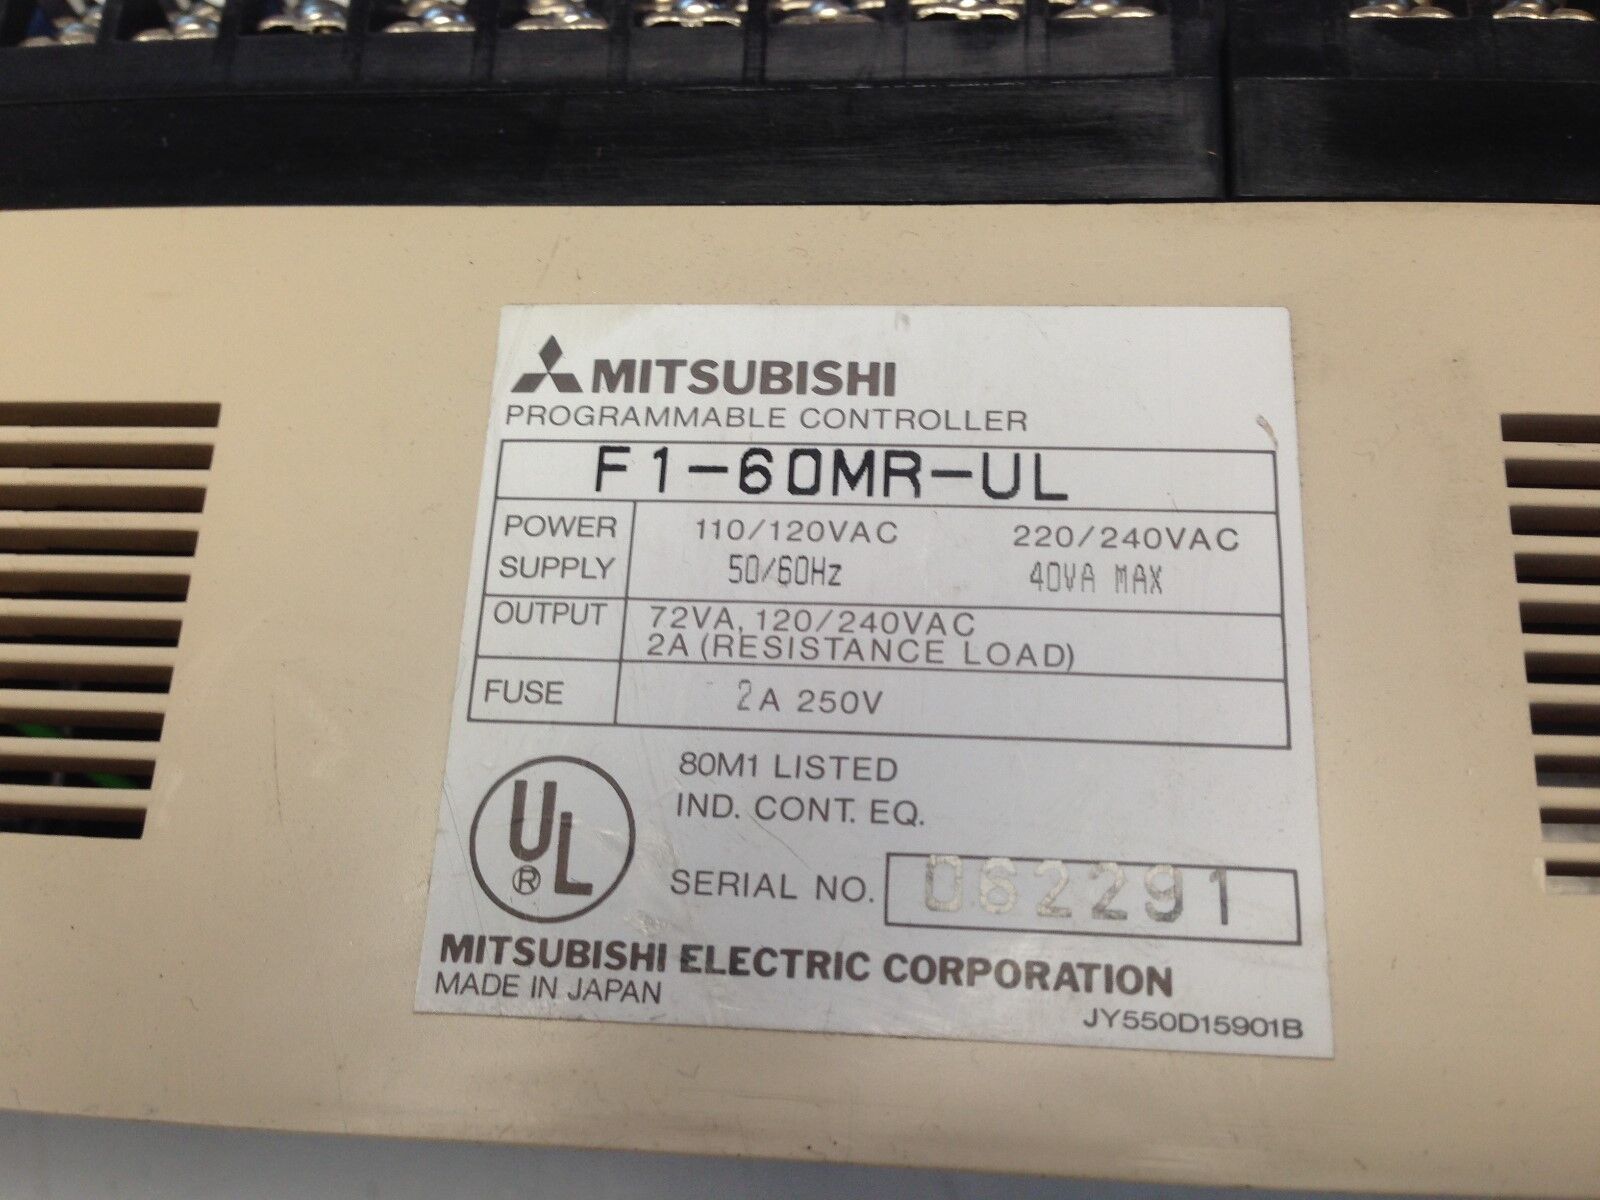 MITSUBISHI
PROGRAMMABLE CONTROLLER
F1-60MR-UL
POWER SUPPLY 110/120VAC 220/240VAC
50/60Hz 40VA MAX
OUTPUT 72VA, 120/240VAC
2A (RESISTANCE LOAD)
FUSE 2A 250V
UL ®
80M1 LISTED
IND. CONT. EQ.
SERIAL NO. 062291
MITSUBISHI ELECTRIC CORPORATION
MADE IN JAPAN
JY550D15901B